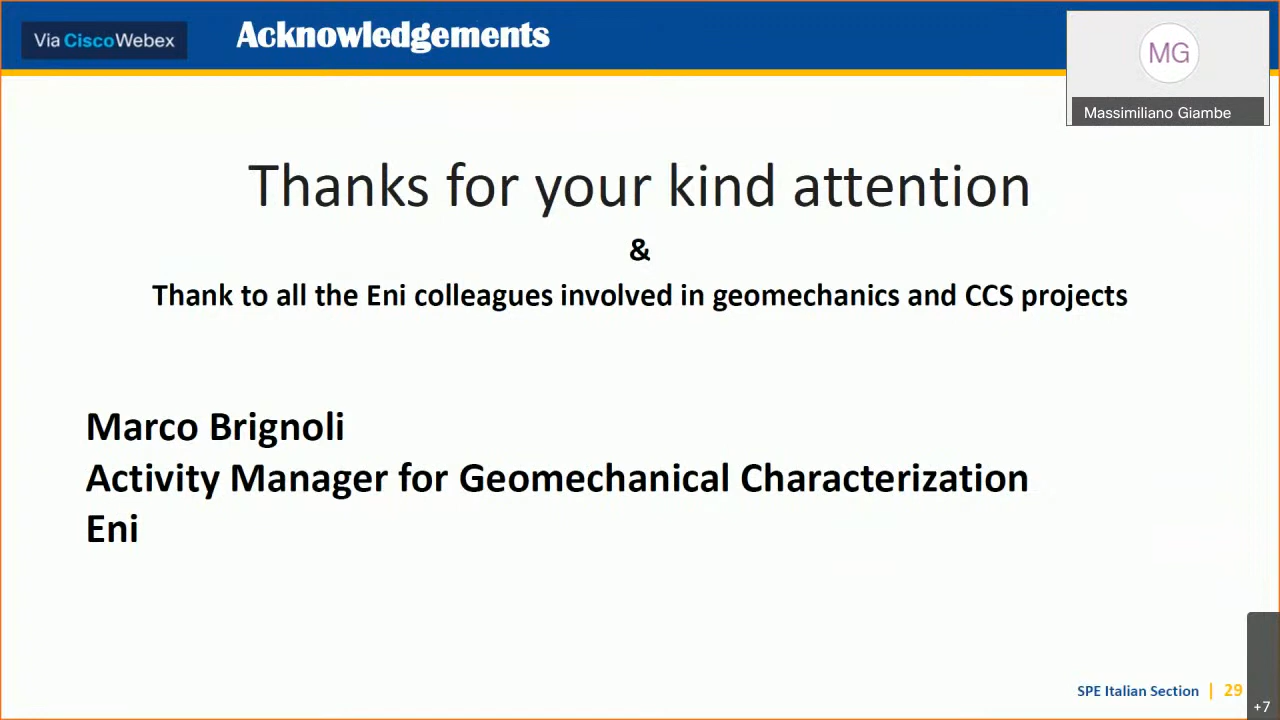 Via CiscoWebex
Acknowledgements
MG
Massimiliano Giambe
Thanks for your kind attention
&
Thank to all the Eni colleagues involved in geomechanics and CCS projects
Marco Brignoli
Activity Manager for Geomechanical Characterization
Eni
SPE Italian Section | 29
+7